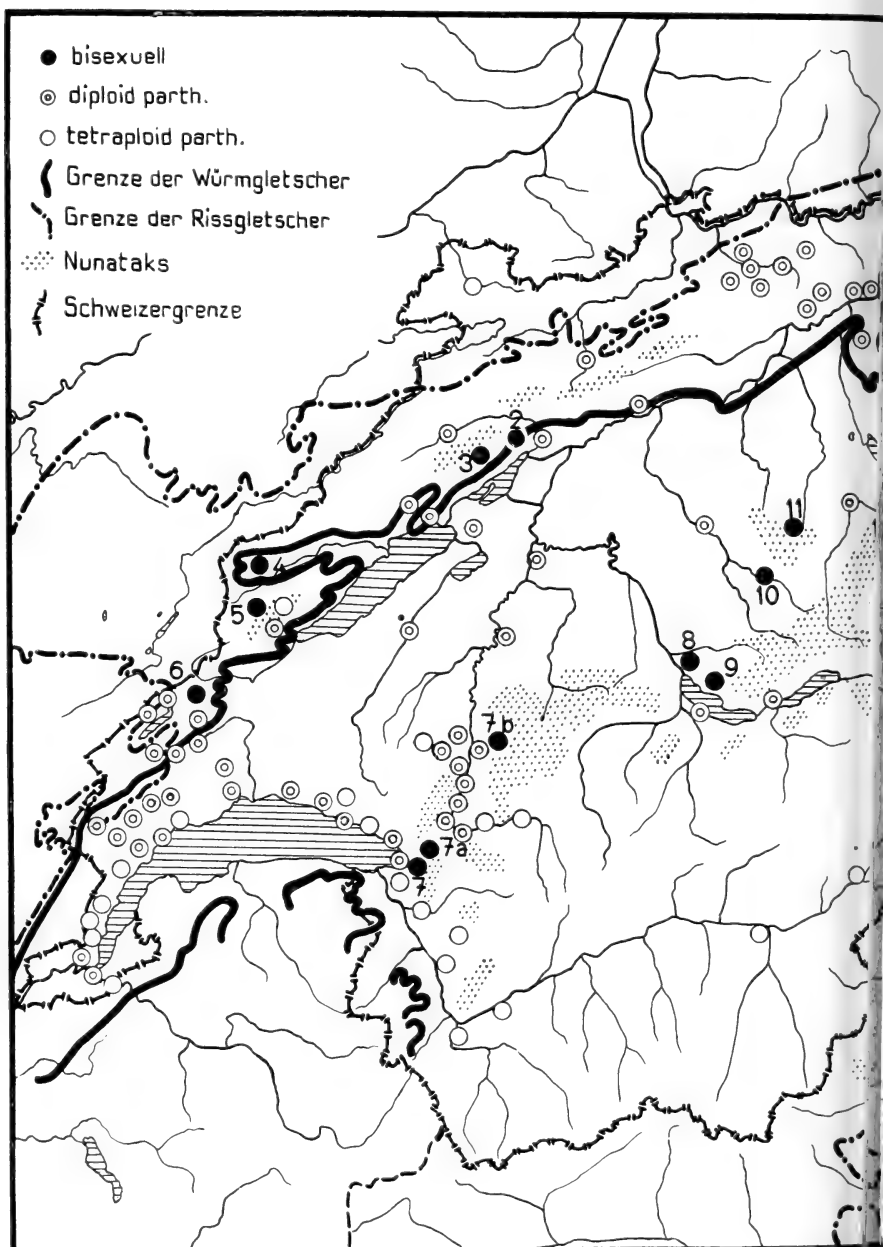 bisexuell
diploid parth.
tetraploid parth.
Grenze der Würmgletscher
Grenze der Rissgletscher
Nunataks
Schweizergrenze
2
3
11
4
10
5
8
6
9
7b
7a
7